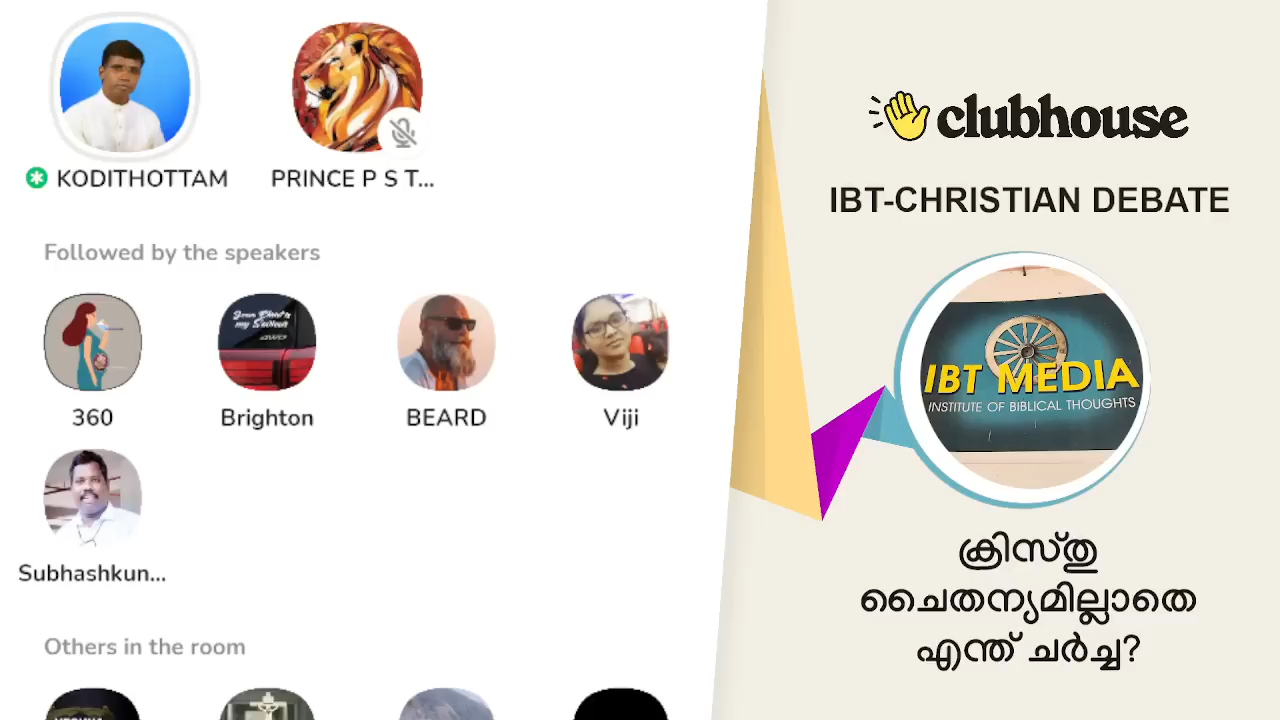 KODITHOTTAM
PRINCE P S T...
Followed by the speakers
360
Brighton
BEARD
Viji
Subhashkun...
Others in the room
clubhouse
IBT-CHRISTIAN DEBATE
IBT MEDIA
INSTITUTE OF BIBLICAL THOUGHTS
ക്രിസ്തു
ചൈതന്യമില്ലാതെ
എന്ത് ചർച്ച?